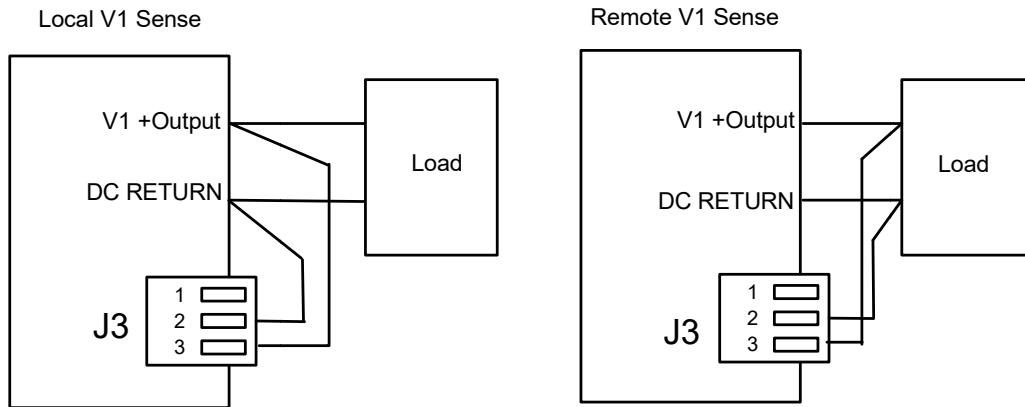 Local V1 Sense
V1 +Output
DC RETURN
Load
J3
1
2
3
Remote V1 Sense
V1 +Output
DC RETURN
Load
J3
1
2
3